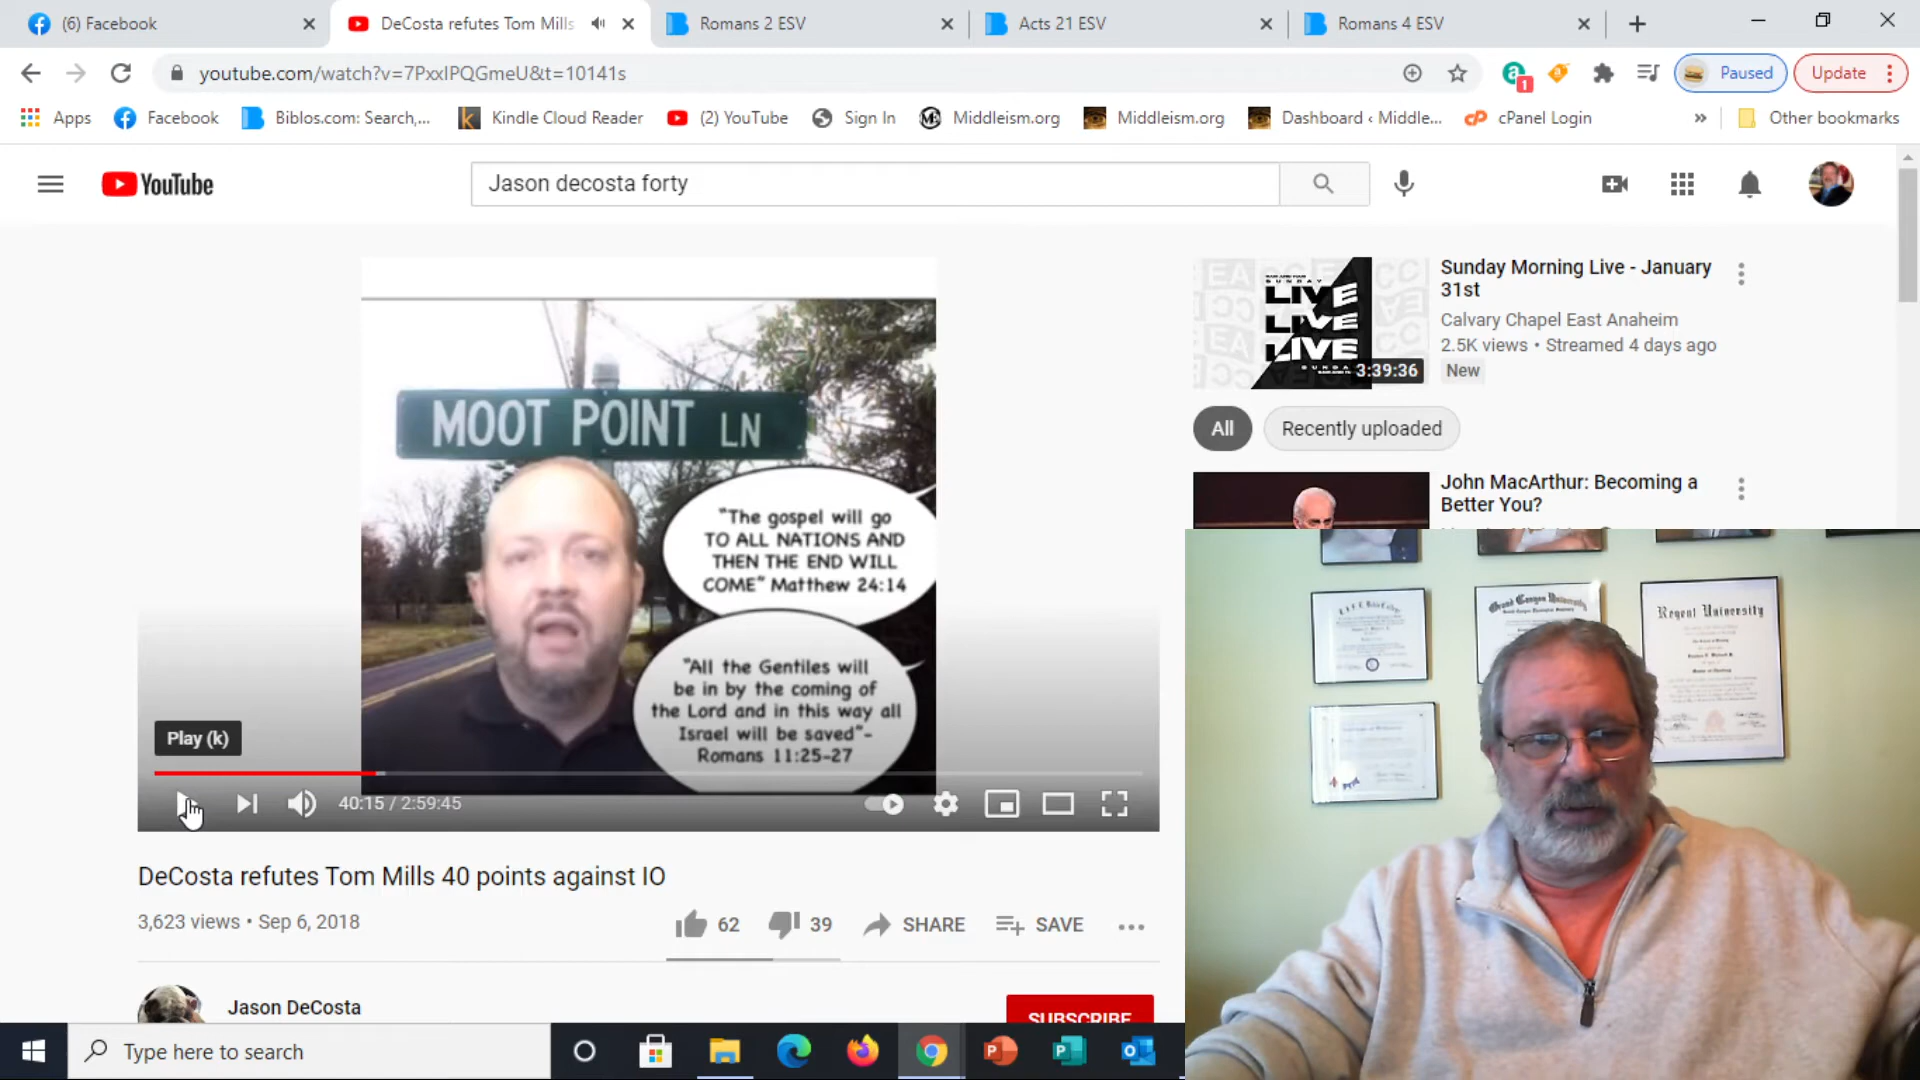 (6) Facebook
DeCosta refutes Tom Mills
Romans 2 ESV
Acts 21 ESV
Romans 4 ESV
youtube.com/watch?v=7PxxIPQGmeU&t=10141s
1
Paused
Update
Apps
Facebook
Biblos.com: Search,...
Kindle Cloud Reader
(2) YouTube
Sign In
Middleism.org
Middleism.org
Dashboard ‹ Middle...
cPanel Login
»
Other bookmarks
YouTube
Jason decosta forty
MOOT POINT LN
"The gospel will go
TO ALL NATIONS AND
THEN THE END WILL
COME" Matthew 24:14
"All the Gentiles will
be in by the coming of
the Lord and in this way all
Israel will be saved"-
Romans 11:25-27
Play (k)
40:15 / 2:59:45
DeCosta refutes Tom Mills 40 points against IO
3,623 views • Sep 6, 2018
62
39
SHARE
SAVE
Jason DeCosta
SUBSCRIBE
LIVE
LIVE
LIVE
3:39:36
Sunday Morning Live - January
31st
Calvary Chapel East Anaheim
2.5K views • Streamed 4 days ago
New
All
Recently uploaded
John MacArthur: Becoming a
Better You?
Grand Canyon University
Regent University
Type here to search